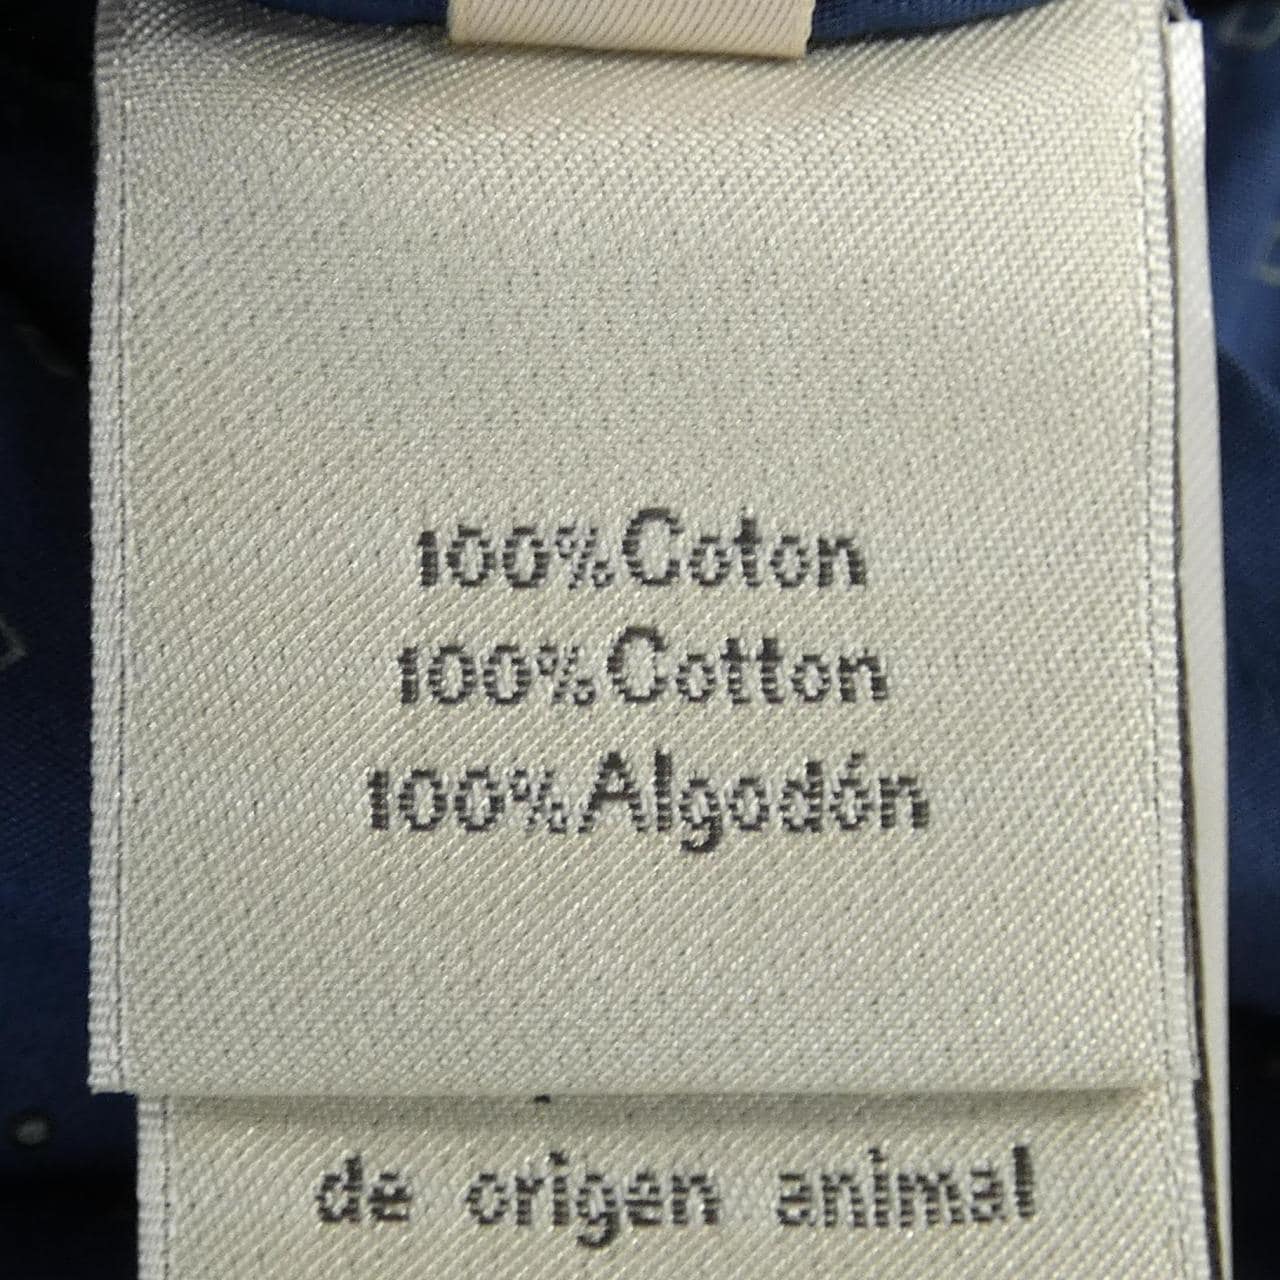 100%Coton
100%Cotton
100%Algodón
de origen animal